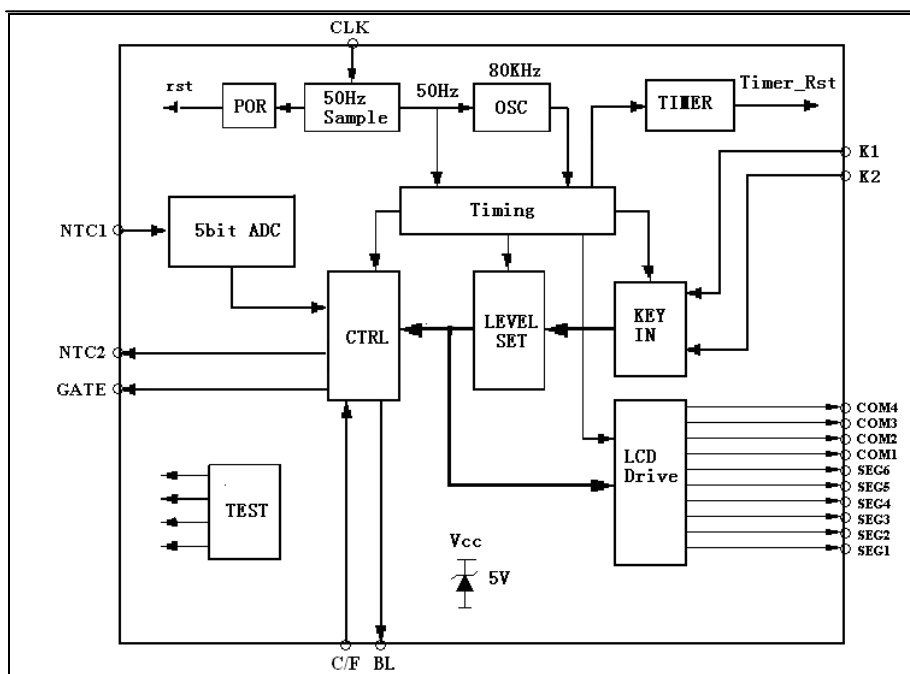 CLK
80KHz
rst
POR
50Hz
Sample
50Hz
OSC
TIMER
Timer_Rst
K1
K2
Timing
NTC1
5bit ADC
CTRL
LEVEL
SET
KEY
IN
NTC2
GATE
COM4
COM3
COM2
COM1
SEG6
SEG5
SEG4
SEG3
SEG2
SEG1
LCD
Drive
TEST
Vcc
5V
C/F
BL